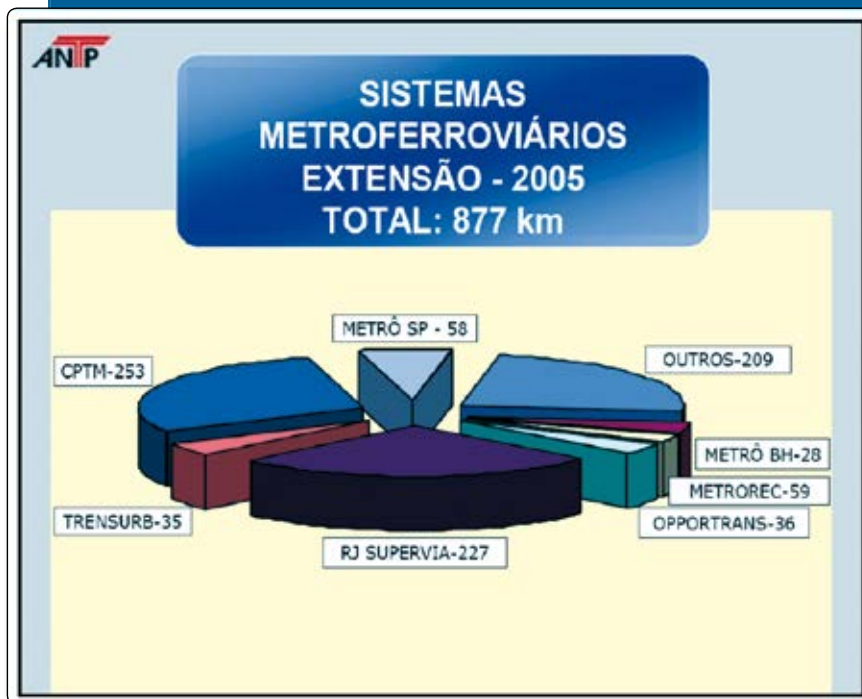 ANTP
SISTEMAS
METROFERROVIÁRIOS
EXTENSÃO - 2005
TOTAL: 877 km
METRÔ SP - 58
CPTM-253
OUTROS-209
METRÔ BH-28
METROREC-59
TRENSURB-35
OPPORTRANS-36
RJ SUPERVIA-227